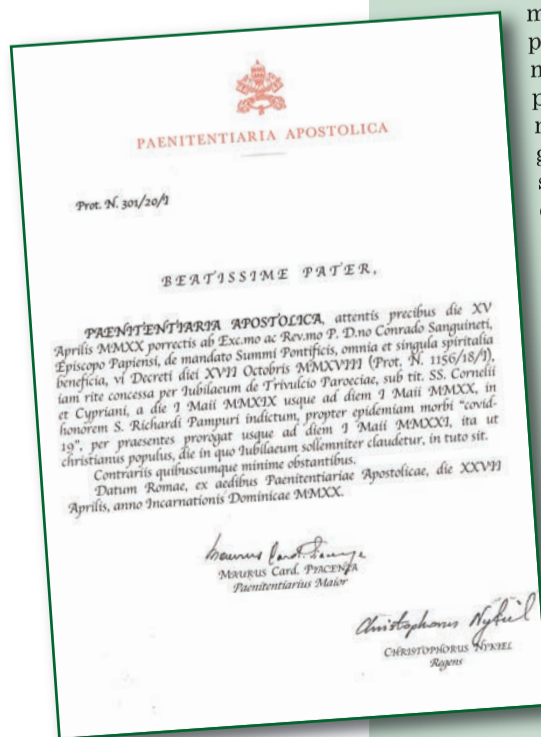 PAENITENTIARIA APOSTOLICA
Prot. N. 301/20/I
BEATISSIME PATER,
PAENITENTIARIA APOSTOLICA, attentis precibus die XV
Aprilis MMXX porrectis ab Exc.mo ac Rev.mo P. D.no Conrado Sanguineti,
Episcopo Papiensi, de mandato Summi Pontificis, omnia et singula spiritalia
beneficia, vi Decreti diei XVII Octobris MMXVIII (Prot. N. 1156/18/I),
iam rite concessa per Iubilaeum de Trivulcio Paroeciae, sub tit. SS. Cornelii
et Cypriani, a die I Maii MMXIX usque ad diem I Maii MMXX, in
honorem S. Richardi Pampuri indictum, propter epidemiam morbi "covid-
19", per praesentes prorogat usque ad diem I Maii MMXXI, ita ut
christianus populus, die in quo Iubilaeum sollemniter claudetur, in tuto sit.
Contrariis quibuscumque minime obstantibus.
Datum Romae, ex aedibus Paenitentiariae Apostolicae, die XXVII
Aprilis, anno Incarnationis Dominicae MMXX.
Maurus Card. Piacenza
MAURUS Card. PIACENZA
Paenitentiarius Maior
Christophorus Nykiel
CHRISTOPHORUS NYKIEL
Regens